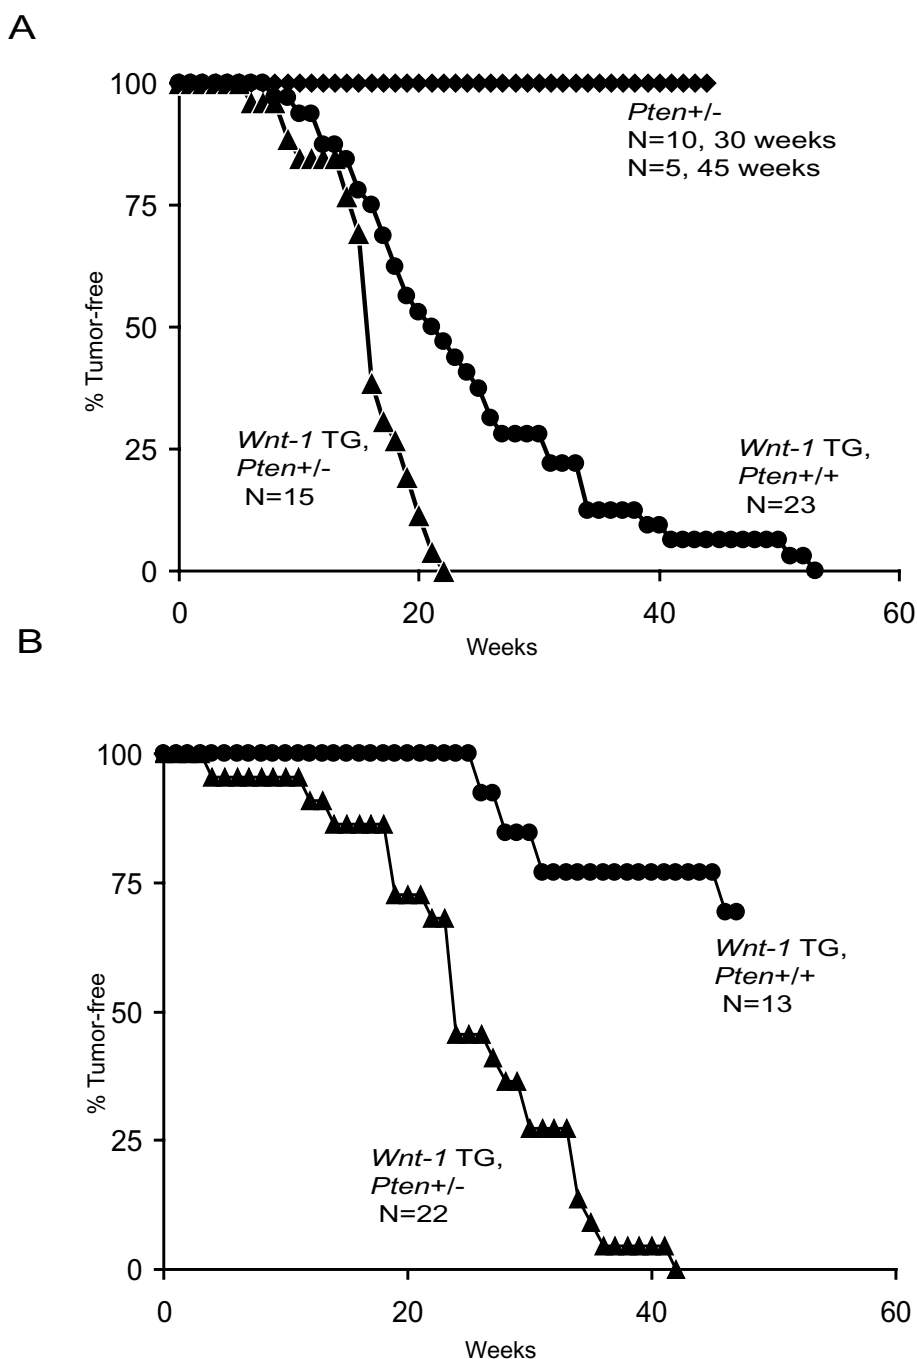 A
100
75
50
25
0
% Tumor-free
Pten+/-
N=10, 30 weeks
N=5, 45 weeks
Wnt-1 TG,
Pten+/-
N=15
Wnt-1 TG,
Pten+/+
N=23
0 20 40 60
Weeks
B
100
75
50
25
0
% Tumor-free
Wnt-1 TG,
Pten+/+
N=13
Wnt-1 TG,
Pten+/-
N=22
0 20 40 60
Weeks